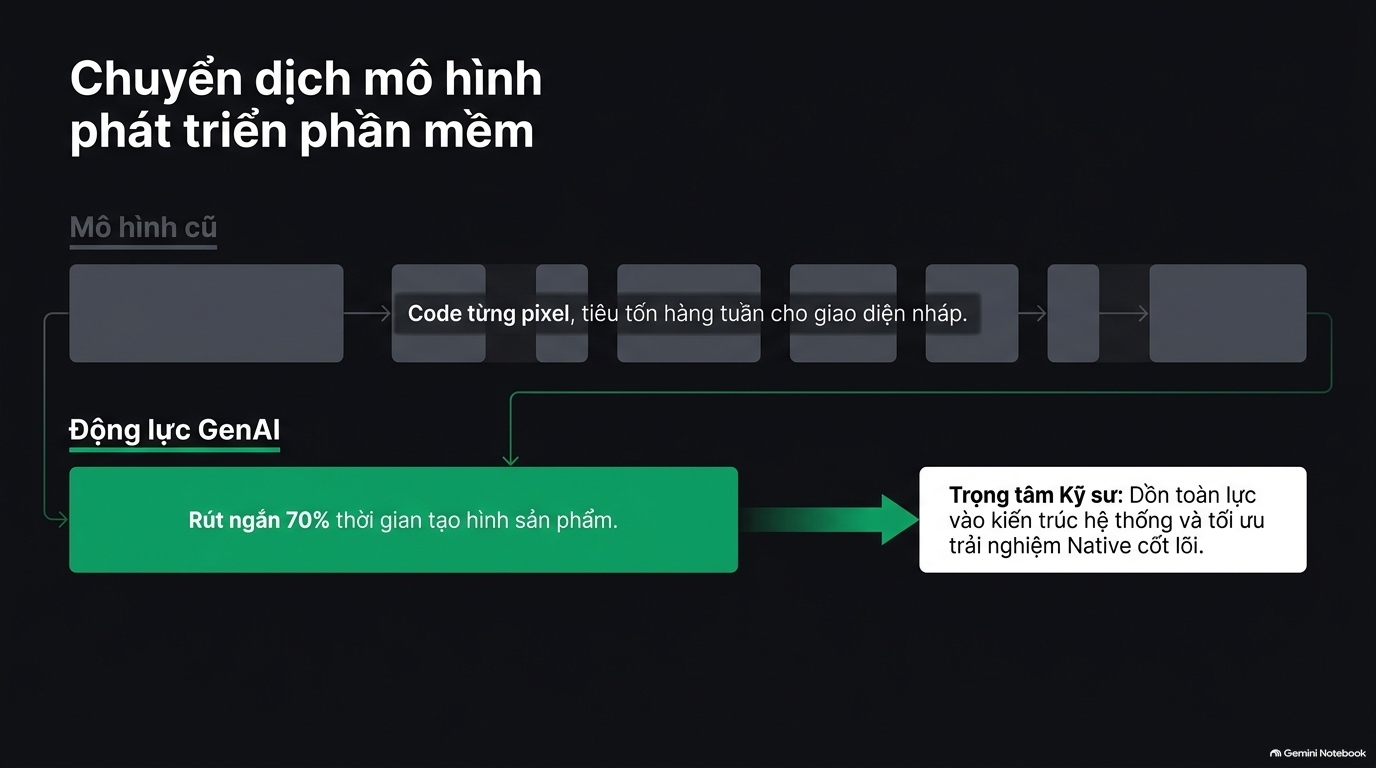 Chuyển dịch mô hình
phát triển phần mềm
Mô hình cũ
Code từng pixel, tiêu tốn hàng tuần cho giao diện nháp.
Động lực GenAI
Rút ngắn 70% thời gian tạo hình sản phẩm.
Trọng tâm Kỹ sư: Dồn toàn lực
vào kiến trúc hệ thống và tối ưu
trải nghiệm Native cốt lõi.
Gemini Notebook